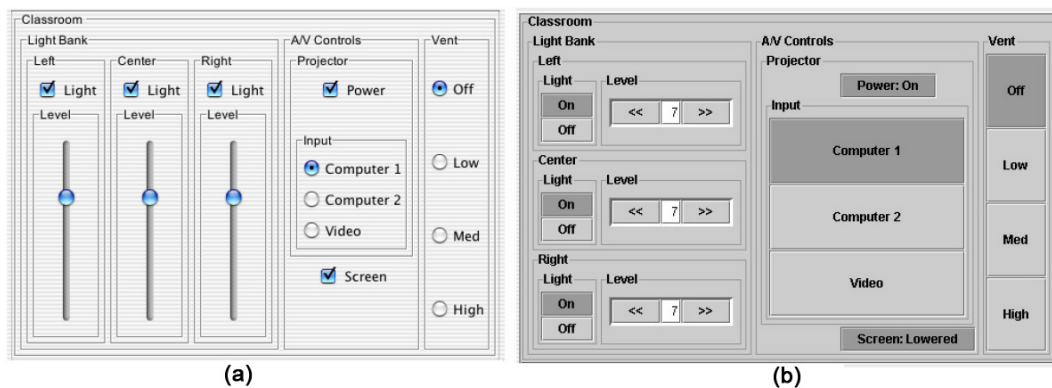 Classroom
Light Bank
A/V Controls
Vent
Left
Center
Right
Projector
Light
Light
Light
Power
Off
Level
Level
Level
Input
Computer 1
Low
Computer 2
Video
Med
Screen
High
(a)
Classroom
Light Bank
A/V Controls
Vent
Left
Projector
Light
Level
Power: On
Off
On
<< 7 >>
Input
Off
Computer 1
Center
Low
Light
Level
On
<< 7 >>
Computer 2
Off
Med
Right
Light
Level
Video
On
<< 7 >>
High
Off
Screen: Lowered
(b)